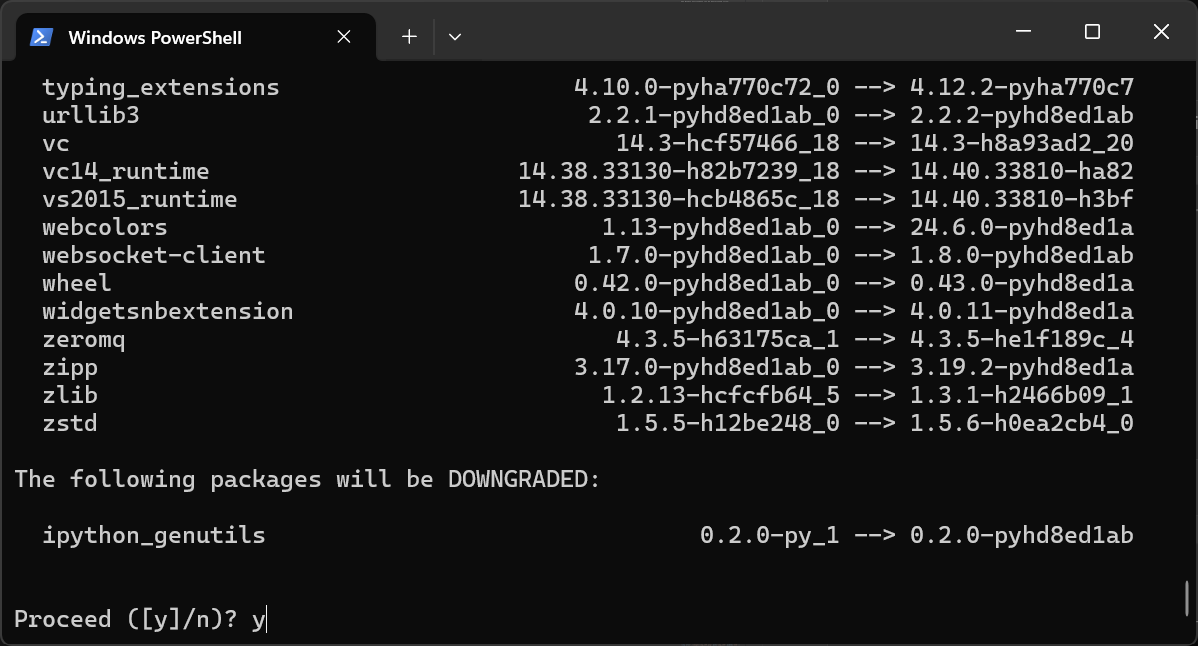 Windows PowerShell
typing_extensions 4.10.0-pyha770c72_0 --> 4.12.2-pyha770c7
urllib3 2.2.1-pyhd8ed1ab_0 --> 2.2.2-pyhd8ed1ab
vc 14.3-hcf57466_18 --> 14.3-h8a93ad2_20
vc14_runtime 14.38.33130-h82b7239_18 --> 14.40.33810-ha82
vs2015_runtime 14.38.33130-hcb4865c_18 --> 14.40.33810-h3bf
webcolors 1.13-pyhd8ed1ab_0 --> 24.6.0-pyhd8ed1a
websocket-client 1.7.0-pyhd8ed1ab_0 --> 1.8.0-pyhd8ed1ab
wheel 0.42.0-pyhd8ed1ab_0 --> 0.43.0-pyhd8ed1a
widgetsnbextension 4.0.10-pyhd8ed1ab_0 --> 4.0.11-pyhd8ed1a
zeromq 4.3.5-h63175ca_1 --> 4.3.5-he1f189c_4
zipp 3.17.0-pyhd8ed1ab_0 --> 3.19.2-pyhd8ed1a
zlib 1.2.13-hcfcfb64_5 --> 1.3.1-h2466b09_1
zstd 1.5.5-h12be248_0 --> 1.5.6-h0ea2cb4_0
The following packages will be DOWNGRADED:
ipython_genutils 0.2.0-py_1 --> 0.2.0-pyhd8ed1ab
Proceed ([y]/n)? y